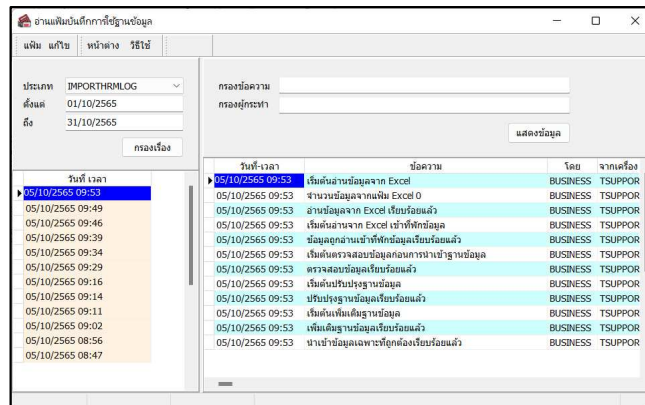 อ่านแฟ้มบันทึกการใช้ฐานข้อมูล
แฟ้ม แก้ไข หน้าต่าง วิธีใช้
ประเภท IMPORTHRMLOG
ตั้งแต่ 01/10/2565
ถึง 31/10/2565
กรองเรื่อง
กรองข้อความ
กรองผู้กระทำ
แสดงข้อมูล
วันที่ เวลา
05/10/2565 09:53
05/10/2565 09:49
05/10/2565 09:46
05/10/2565 09:39
05/10/2565 09:34
05/10/2565 09:29
05/10/2565 09:16
05/10/2565 09:14
05/10/2565 09:11
05/10/2565 09:02
05/10/2565 08:56
05/10/2565 08:47
วันที่-เวลา ข้อความ โดย จากเครื่อง
05/10/2565 09:53 เริ่มต้นอ่านข้อมูลจาก Excel BUSINESS TSUPPOR
05/10/2565 09:53 จำนวนข้อมูลจากแฟ้ม Excel 0 BUSINESS TSUPPOR
05/10/2565 09:53 อ่านข้อมูลจาก Excel เรียบร้อยแล้ว BUSINESS TSUPPOR
05/10/2565 09:53 เริ่มต้นอ่านจาก Excel เข้าที่พักข้อมูล BUSINESS TSUPPOR
05/10/2565 09:53 ข้อมูลถูกอ่านเข้าที่พักข้อมูลเรียบร้อยแล้ว BUSINESS TSUPPOR
05/10/2565 09:53 เริ่มต้นตรวจสอบข้อมูลก่อนการนำเข้าฐานข้อมูล BUSINESS TSUPPOR
05/10/2565 09:53 ตรวจสอบข้อมูลเรียบร้อยแล้ว BUSINESS TSUPPOR
05/10/2565 09:53 เริ่มต้นปรับปรุงฐานข้อมูล BUSINESS TSUPPOR
05/10/2565 09:53 ปรับปรุงฐานข้อมูลเรียบร้อยแล้ว BUSINESS TSUPPOR
05/10/2565 09:53 เริ่มต้นเพิ่มเติมฐานข้อมูล BUSINESS TSUPPOR
05/10/2565 09:53 เพิ่มเติมฐานข้อมูลเรียบร้อยแล้ว BUSINESS TSUPPOR
05/10/2565 09:53 นำเข้าข้อมูลเฉพาะที่ถูกต้องเรียบร้อยแล้ว BUSINESS TSUPPOR